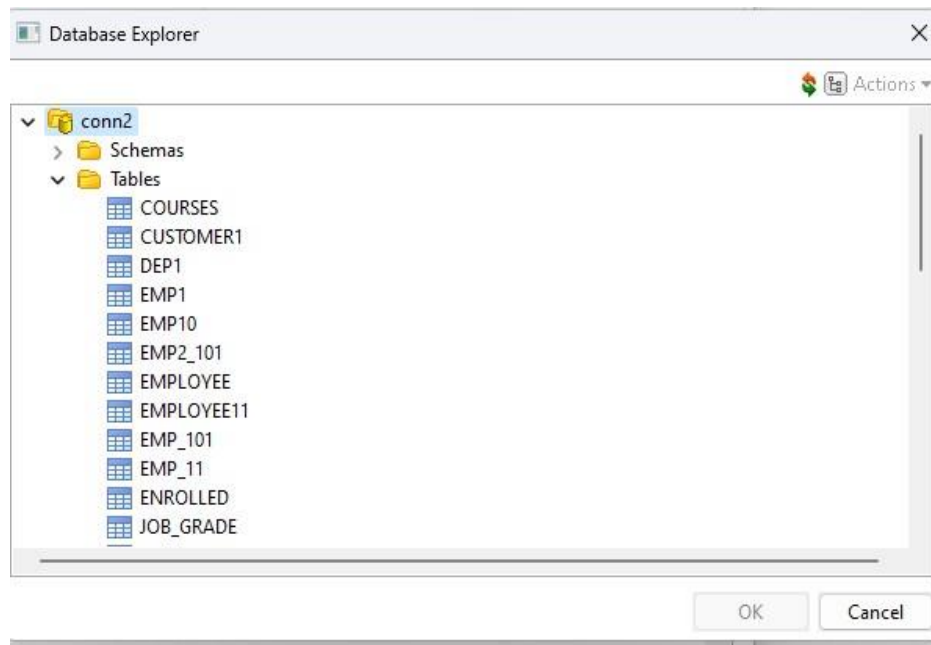 Database Explorer
Actions
conn2
Schemas
Tables
COURSES
CUSTOMER1
DEP1
EMP1
EMP10
EMP2_101
EMPLOYEE
EMPLOYEE11
EMP_101
EMP_11
ENROLLED
JOB_GRADE
OK Cancel